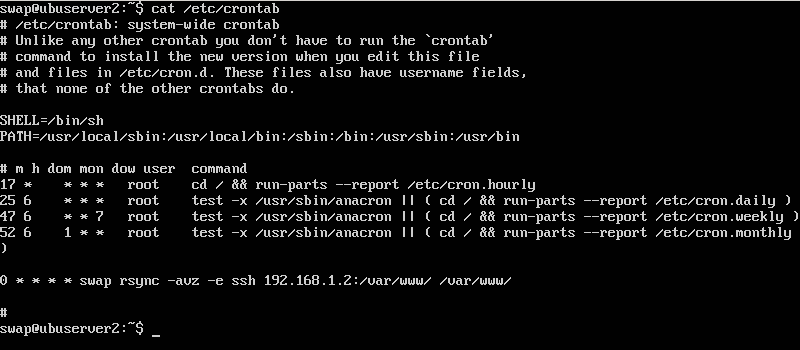 swap@ubuserver2:~$ cat /etc/crontab
# /etc/crontab: system-wide crontab
# Unlike any other crontab you don't have to run the `crontab'
# command to install the new version when you edit this file
# and files in /etc/cron.d. These files also have username fields,
# that none of the other crontabs do.

SHELL=/bin/sh
PATH=/usr/local/sbin:/usr/local/bin:/sbin:/bin:/usr/sbin:/usr/bin

# m h dom mon dow user  command
17 *    * * *   root    cd / && run-parts --report /etc/cron.hourly
25 6    * * *   root    test -x /usr/sbin/anacron || ( cd / && run-parts --report /etc/cron.daily )
47 6    * * 7   root    test -x /usr/sbin/anacron || ( cd / && run-parts --report /etc/cron.weekly )
52 6    1 * *   root    test -x /usr/sbin/anacron || ( cd / && run-parts --report /etc/cron.monthly
)

0 * * * * swap rsync -avz -e ssh 192.168.1.2:/var/www/ /var/www/

#
swap@ubuserver2:~$ _